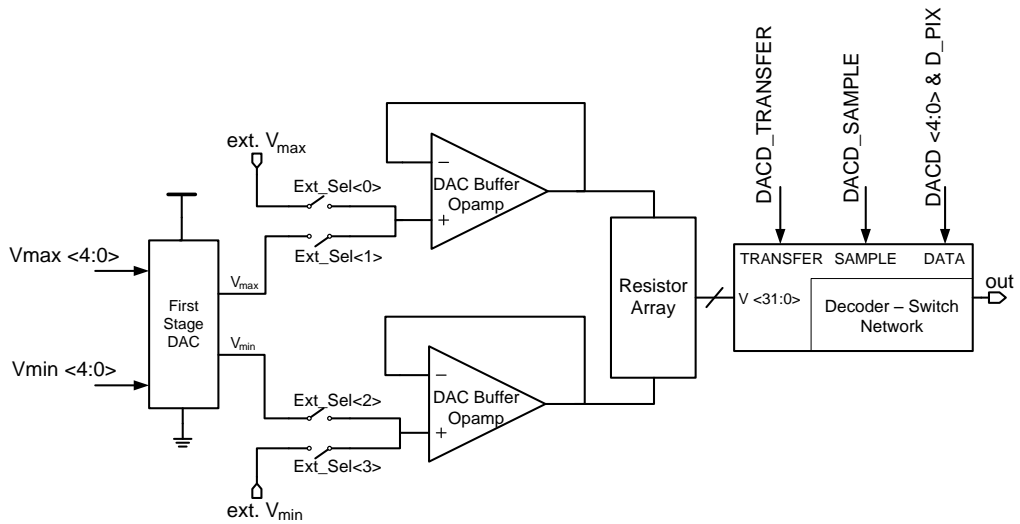 DACD_TRANSFER
DACD_SAMPLE
DACD <4:0> & D_PIX
ext. Vmax
Ext_Sel<0>
Ext_Sel<1>
−
+
DAC Buffer
Opamp
Vmax <4:0>
Vmin <4:0>
First
Stage
DAC
Vmax
Vmin
Ext_Sel<2>
Ext_Sel<3>
ext. Vmin
−
+
DAC Buffer
Opamp
Resistor
Array
TRANSFER SAMPLE DATA
V <31:0>
Decoder – Switch
Network
out